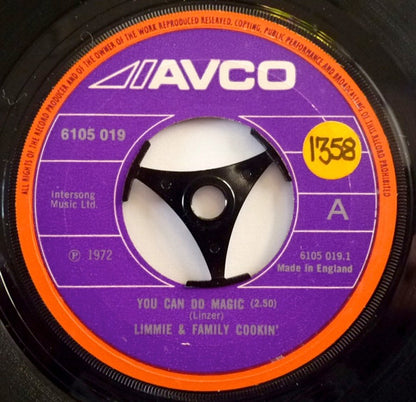 ALL RIGHTS OF THE RECORD PRODUCER AND OF THE OWNER OF THE WORK REPRODUCED RESERVED. COPYING, PUBLIC PERFORMANCE AND BROADCASTING OF THIS RECORD PROHIBITED
AVCO
6105 019
1358
intersong
Music Ltd.
A
℗ 1972
6105 019.1
Made in England
YOU CAN DO MAGIC (2.50)
(Linzer)
LIMMIE & FAMILY COOKIN'